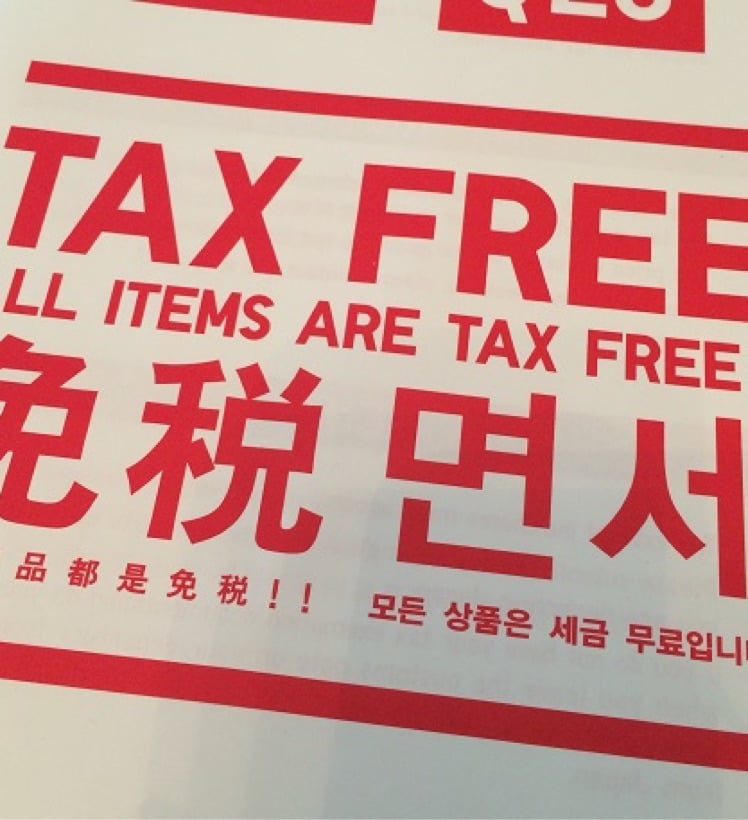 TAX FREE
ALL ITEMS ARE TAX FREE
免税 면서
品都是免税!! 모든 상품은 세금 무료입니